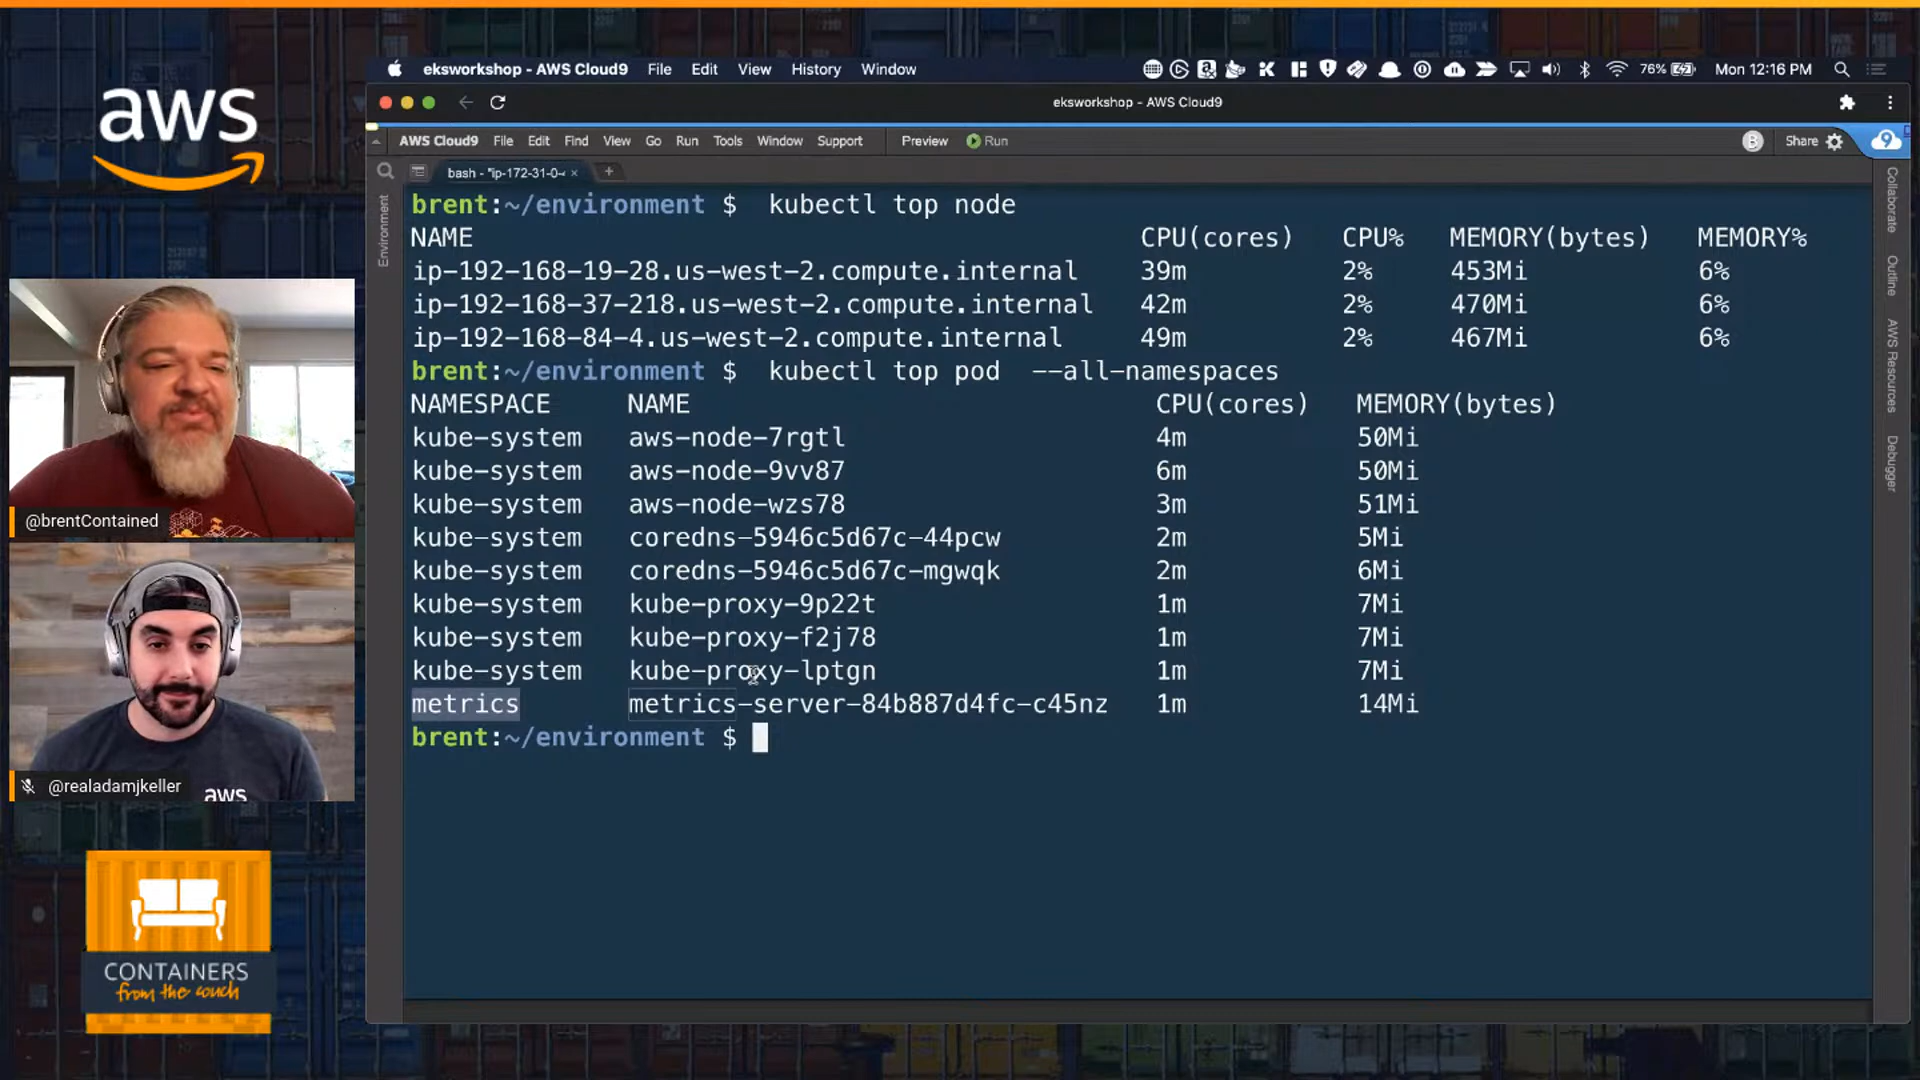 eksworkshop - AWS Cloud9 File Edit View History Window 76% Mon 12:16 PM
eksworkshop - AWS Cloud9
AWS Cloud9 File Edit Find View Go Run Tools Window Support Preview Run B Share 9
bash - "ip-172-31-0- × +
brent:~/environment $ kubectl top node
NAME CPU(cores) CPU% MEMORY(bytes) MEMORY%
ip-192-168-19-28.us-west-2.compute.internal 39m 2% 453Mi 6%
ip-192-168-37-218.us-west-2.compute.internal 42m 2% 470Mi 6%
ip-192-168-84-4.us-west-2.compute.internal 49m 2% 467Mi 6%
brent:~/environment $ kubectl top pod --all-namespaces
NAMESPACE NAME CPU(cores) MEMORY(bytes)
kube-system aws-node-7rgtl 4m 50Mi
kube-system aws-node-9vv87 6m 50Mi
kube-system aws-node-wzs78 3m 51Mi
kube-system coredns-5946c5d67c-44pcw 2m 5Mi
kube-system coredns-5946c5d67c-mgwqk 2m 6Mi
kube-system kube-proxy-9p22t 1m 7Mi
kube-system kube-proxy-f2j78 1m 7Mi
kube-system kube-proxy-lptgn 1m 7Mi
metrics metrics-server-84b887d4fc-c45nz 1m 14Mi
brent:~/environment $
Environment
Collaborate
Outline
AWS Resources
Debugger
aws
@brentContained
@realadamjkeller
aws
CONTAINERS
from the couch